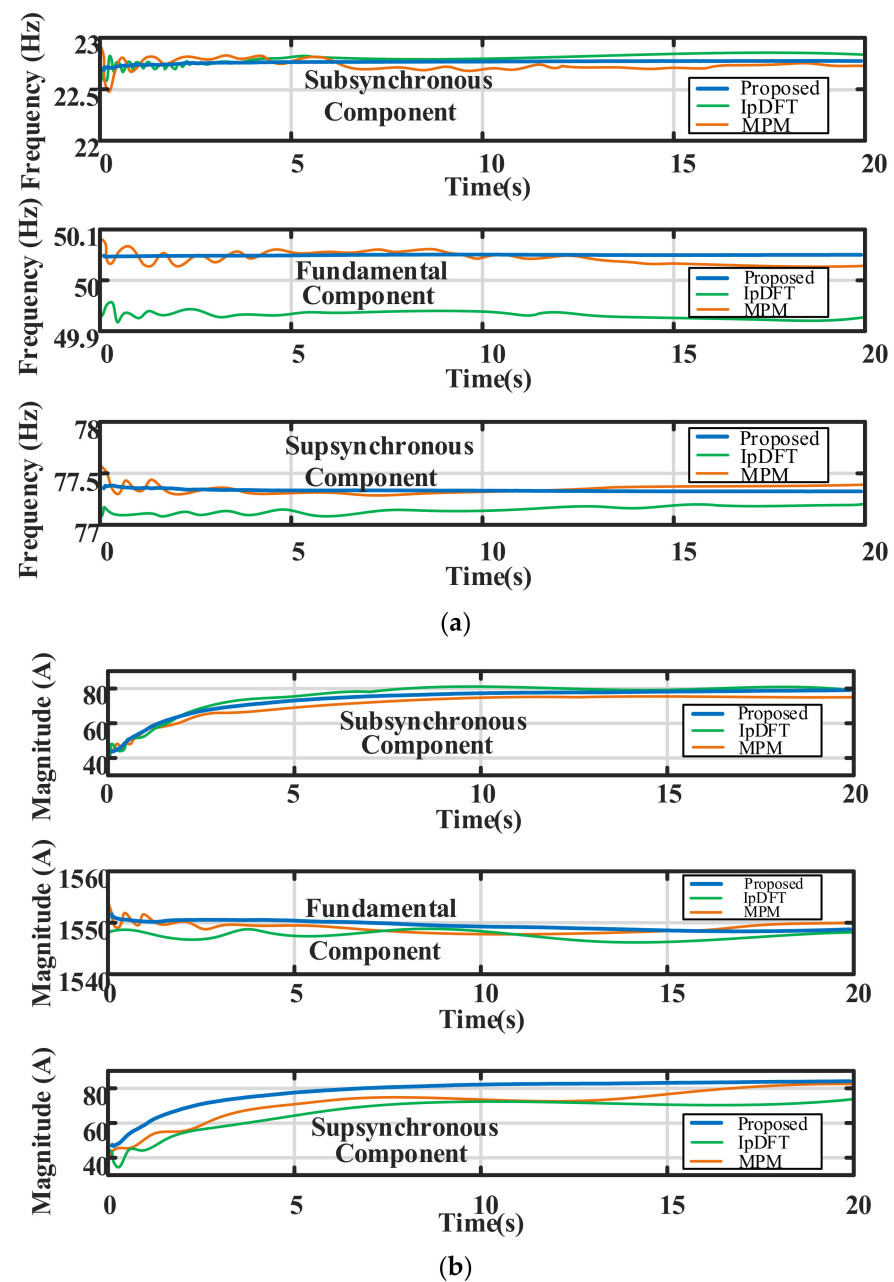 Frequency (Hz)
23
22.5
22
Subsynchronous
Component
Proposed
IpDFT
MPM
0
5
10
15
20
Time(s)
Frequency (Hz)
50.1
50
49.9
Fundamental
Component
Proposed
IpDFT
MPM
0
5
10
15
20
Time(s)
Frequency (Hz)
78
77.5
77
Supsynchronous
Component
Proposed
IpDFT
MPM
0
5
10
15
20
Time(s)
(a)
Magnitude (A)
80
60
40
Subsynchronous
Component
Proposed
IpDFT
MPM
0
5
10
15
20
Time(s)
Magnitude (A)
1560
1550
1540
Fundamental
Component
Proposed
IpDFT
MPM
0
5
10
15
20
Time(s)
Magnitude (A)
80
60
40
Supsynchronous
Component
Proposed
IpDFT
MPM
0
5
10
15
20
Time(s)
(b)